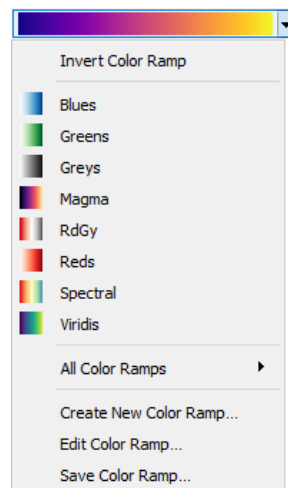 Invert Color Ramp
Blues
Greens
Greys
Magma
RdGy
Reds
Spectral
Viridis
All Color Ramps
Create New Color Ramp...
Edit Color Ramp...
Save Color Ramp...